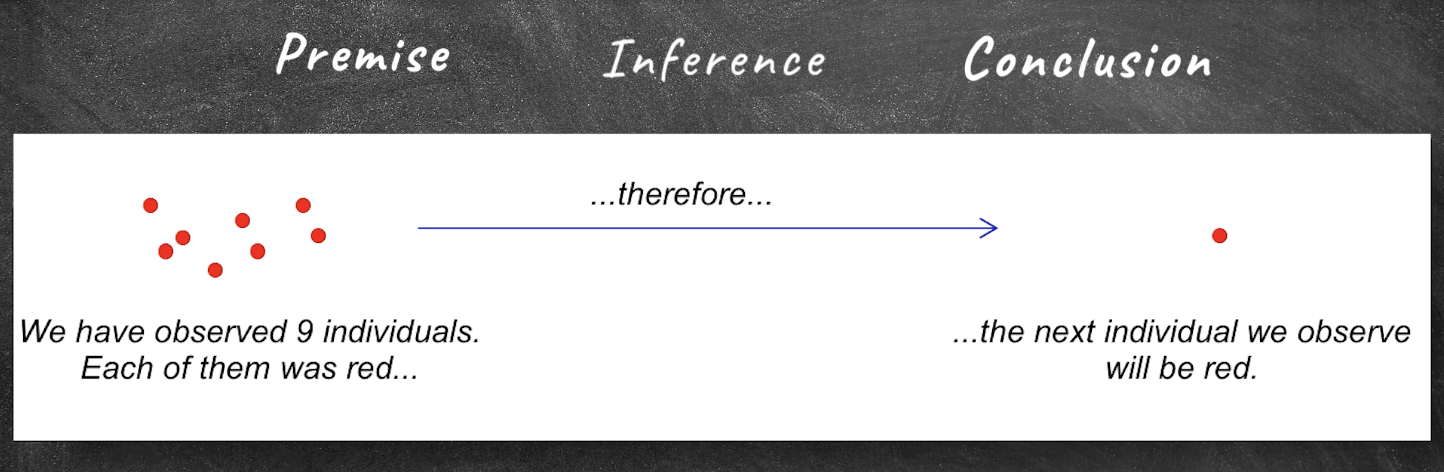 Premise Inference Conclusion
...therefore...
We have observed 9 individuals.
Each of them was red...
...the next individual we observe
will be red.